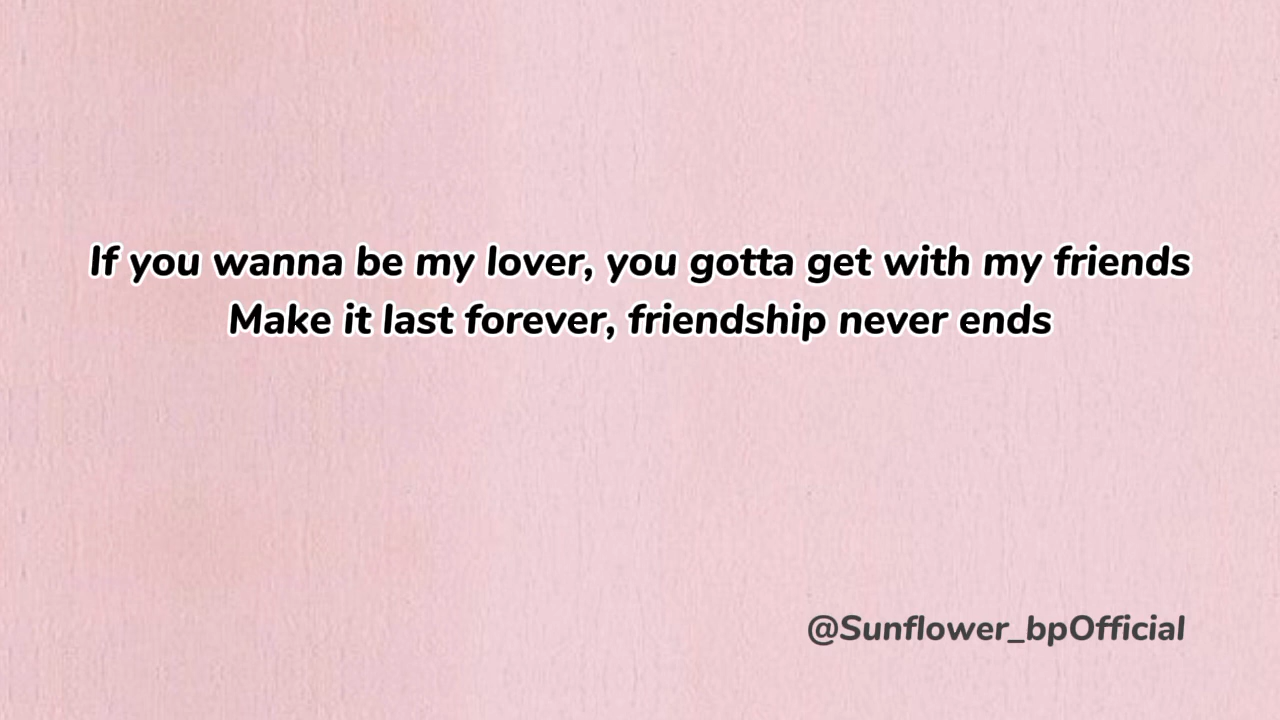 If you wanna be my lover, you gotta get with my friends
Make it last forever, friendship never ends
@Sunflower_bpOfficial